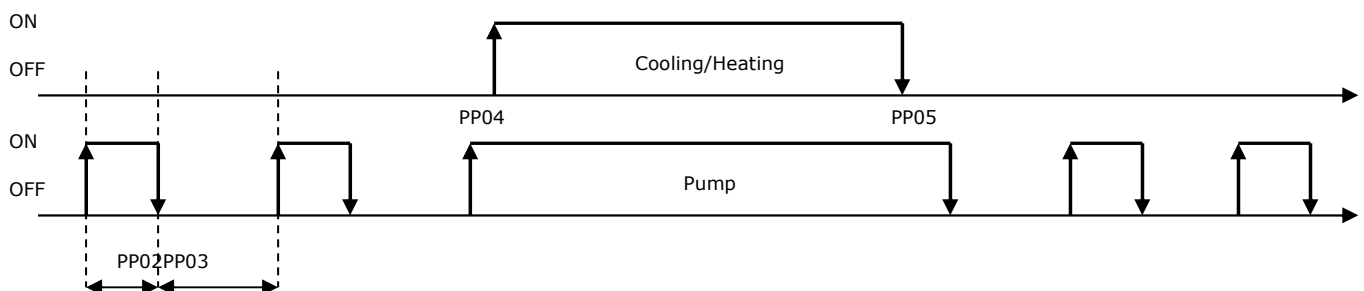 ON
OFF
Cooling/Heating
PP04 PP05
ON
OFF
Pump
PP02PP03